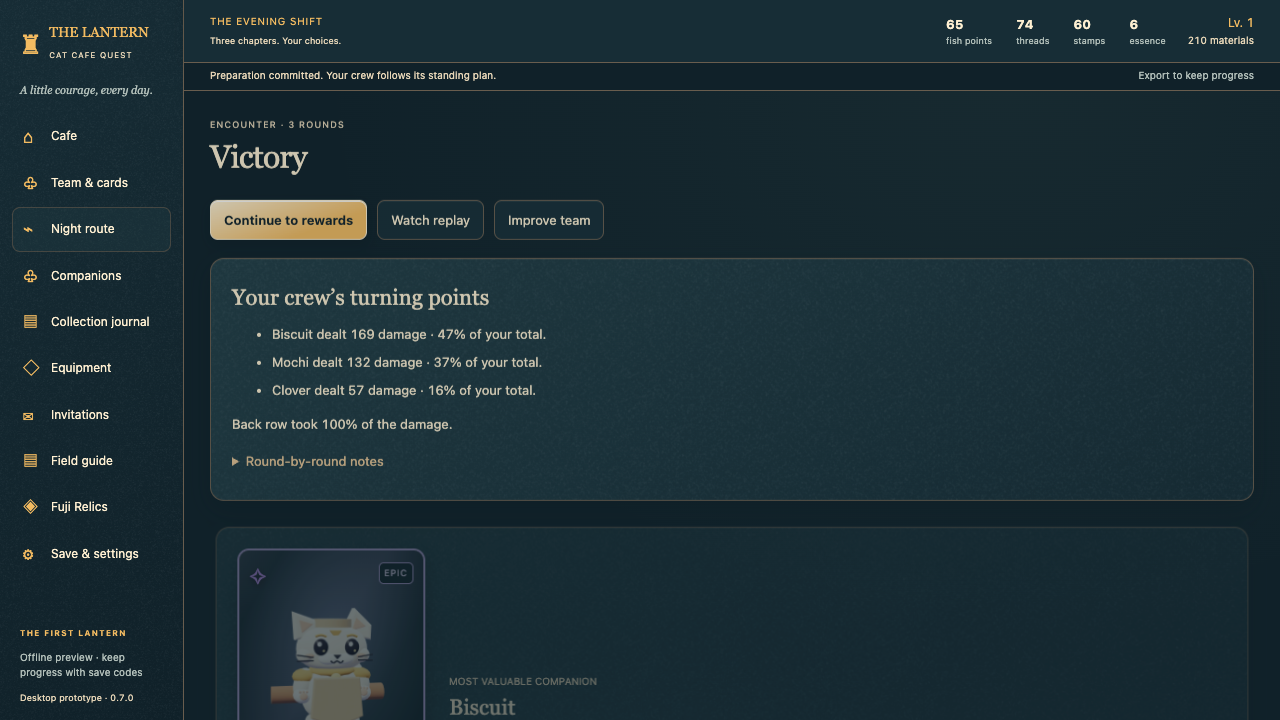 THE LANTERN
CAT CAFE QUEST
A little courage, every day.
Cafe
Team & cards
Night route
Companions
Collection journal
Equipment
Invitations
Field guide
Fuji Relics
Save & settings
THE FIRST LANTERN
Offline preview · keep
progress with save codes
Desktop prototype · 0.7.0
THE EVENING SHIFT
Three chapters. Your choices.
65
fish points
74
threads
60
stamps
6
essence
Lv. 1
210 materials
Preparation committed. Your crew follows its standing plan.
Export to keep progress
ENCOUNTER · 3 ROUNDS
Victory
Continue to rewards
Watch replay
Improve team
Your crew’s turning points
• Biscuit dealt 169 damage · 47% of your total.
• Mochi dealt 132 damage · 37% of your total.
• Clover dealt 57 damage · 16% of your total.
Back row took 100% of the damage.
Round-by-round notes
EPIC
MOST VALUABLE COMPANION
Biscuit